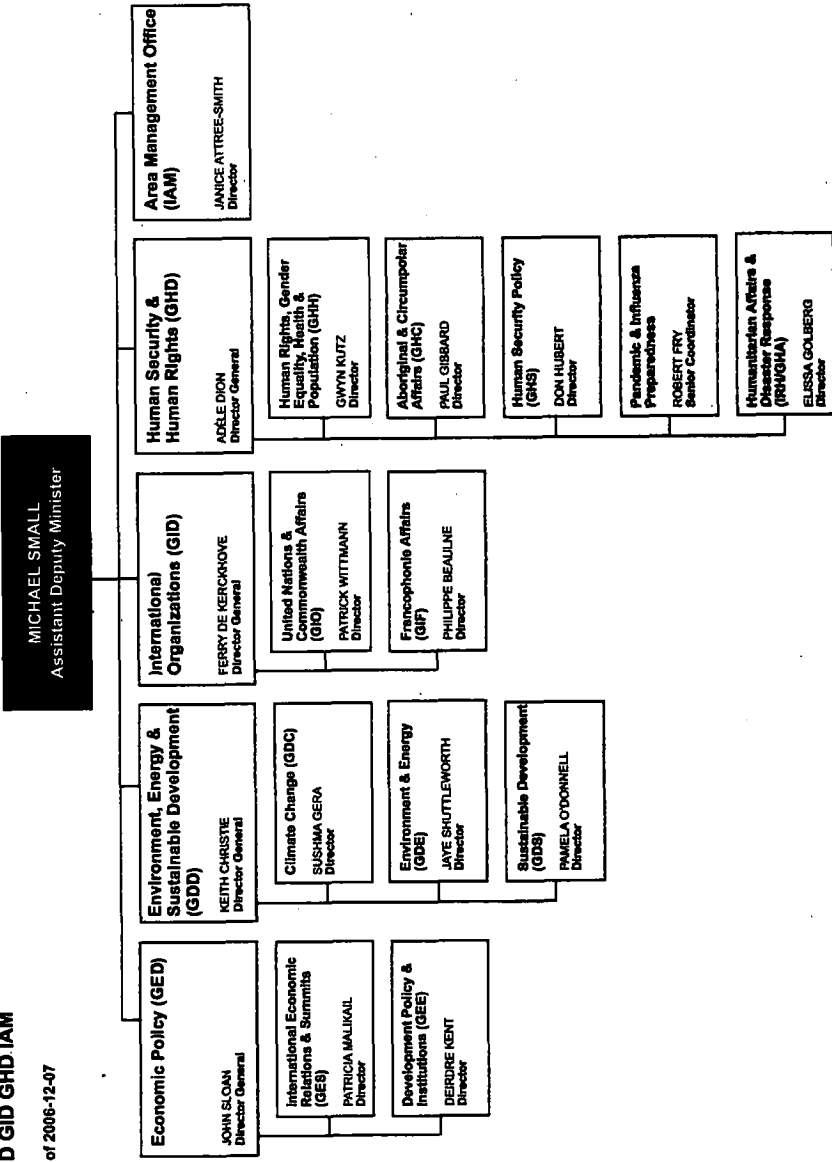 D GID GHD IAM
of 2006-12-07
MICHAEL SMALL
Assistant Deputy Minister
Economic Policy (GED)
JOHN SLOAN
Director General
International Economic
Relations & Summits
(GES)
PATRICIA MALIKAIL
Director
Development Policy &
Institutions (GEE)
DEIRDRE KENT
Director
Environment, Energy &
Sustainable Development
(GDD)
KEITH CHRISTIE
Director General
Climate Change (GDC)
SUSHMA GERA
Director
Environment & Energy
(GDE)
JAYE SHUTTLEWORTH
Director
Sustainable Development
(GDS)
PAMELA O'DONNELL
Director
International
Organizations (GID)
FERRY DE KERCKHOVE
Director General
United Nations &
Commonwealth Affairs
(GIO)
PATRICK WITTMANN
Director
Francophonie Affairs
(GIF)
PHILIPPE BEAULNE
Director
Human Security &
Human Rights (GHD)
ADÈLE DION
Director General
Human Rights, Gender
Equality, Health &
Population (GHH)
GWYN KUTZ
Director
Aboriginal & Circumpolar
Affairs (GHC)
PAUL GIBBARD
Director
Human Security Policy
(GHS)
DON HUBERT
Director
Pandemic & Influenza
Preparedness
ROBERT FRY
Senior Coordinator
Humanitarian Affairs &
Disaster Response
(IRH/GHA)
ELISSA GOLBERG
Director
Area Management Office
(IAM)
JANICE ATTREE-SMITH
Director